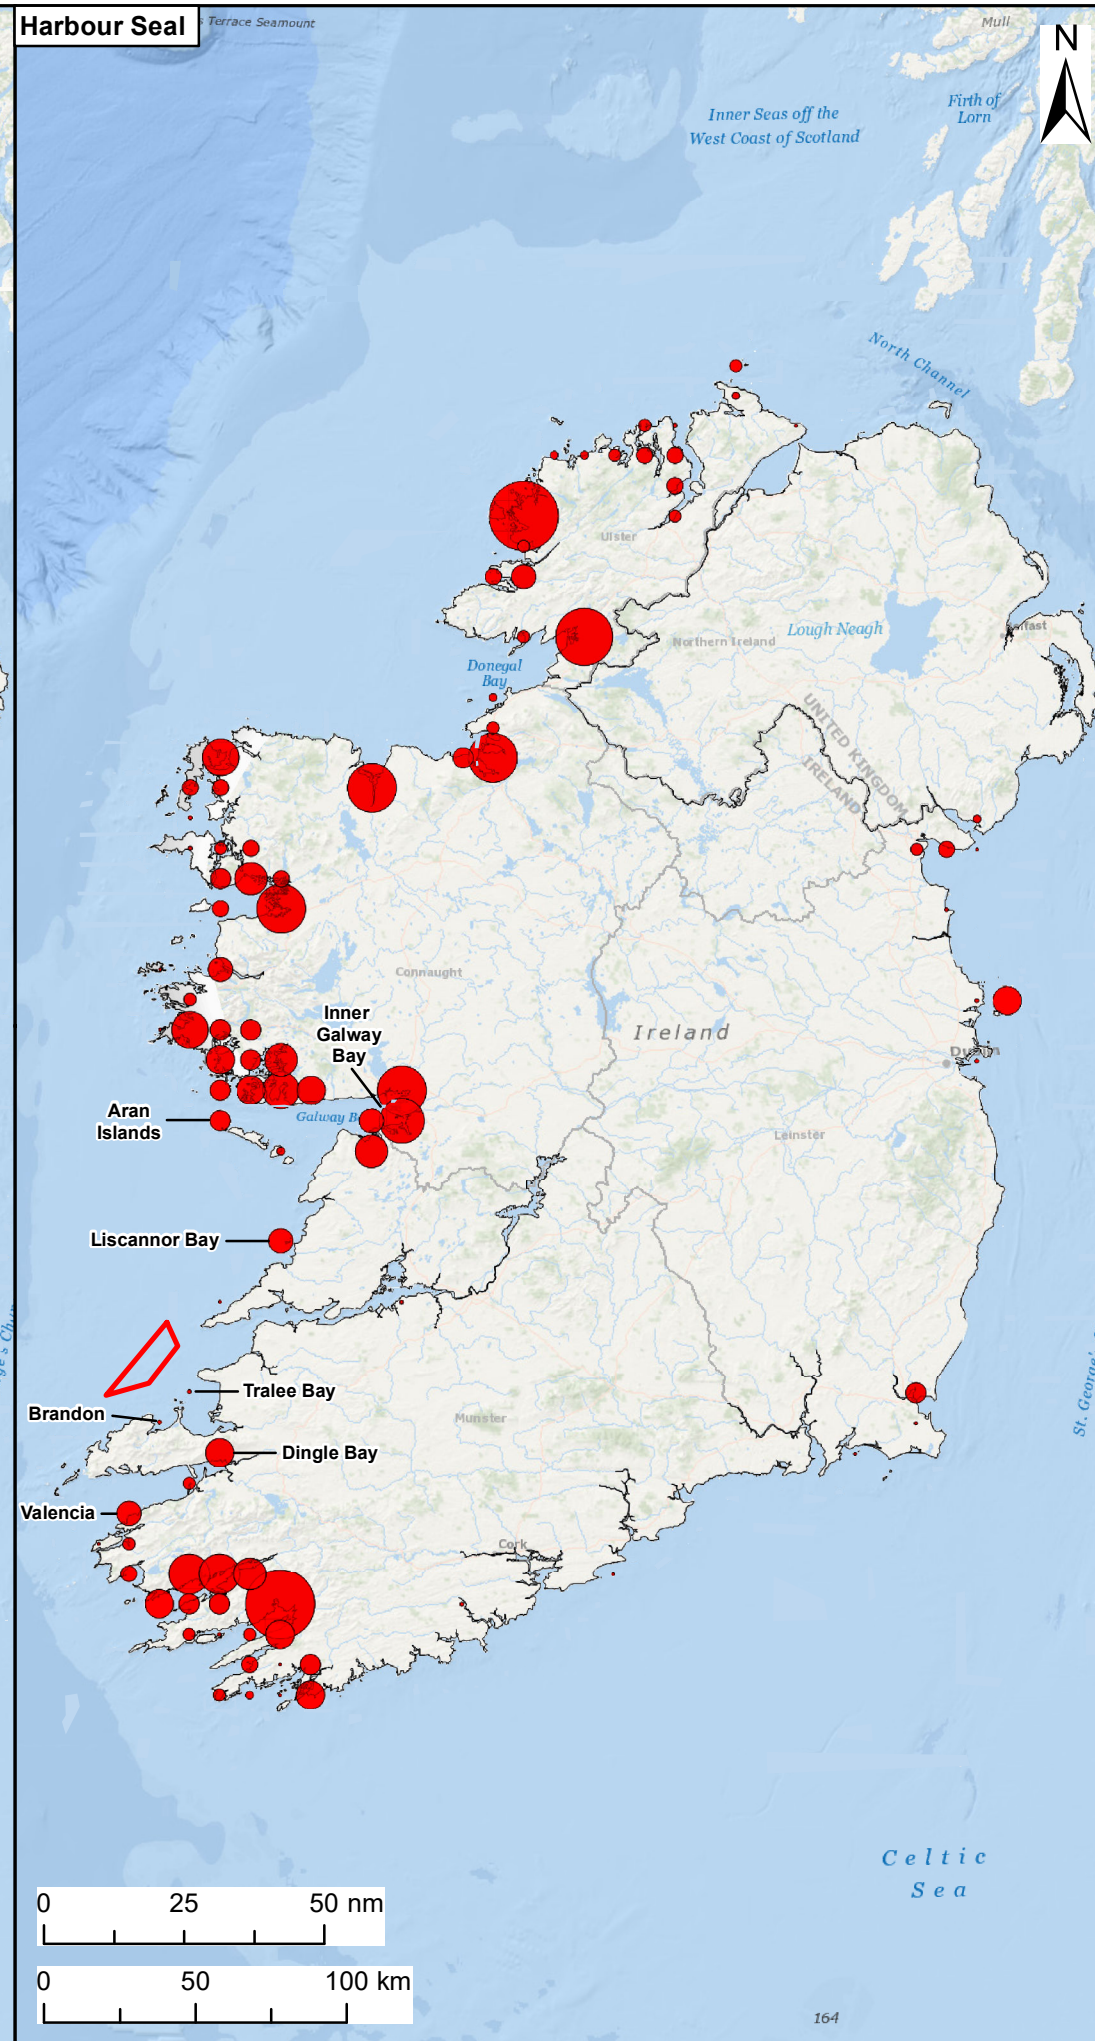 Harbour Seal
Terrace Seamount
Mull
N
Firth of
Lorn
Inner Seas off the
West Coast of Scotland
North Channel
Ulster
Northern Ireland
Lough Neagh
Donegal
Bay
UNITED KINGDOM
IRELAND
Connaught
Inner
Galway
Bay
Ireland
Aran
Islands
Galway
Leinster
Liscannor Bay
Tralee Bay
Brandon
Munster
Dingle Bay
Valencia
Cork
St. George's
Celtic
Sea
0 25 50 nm
0 50 100 km
164